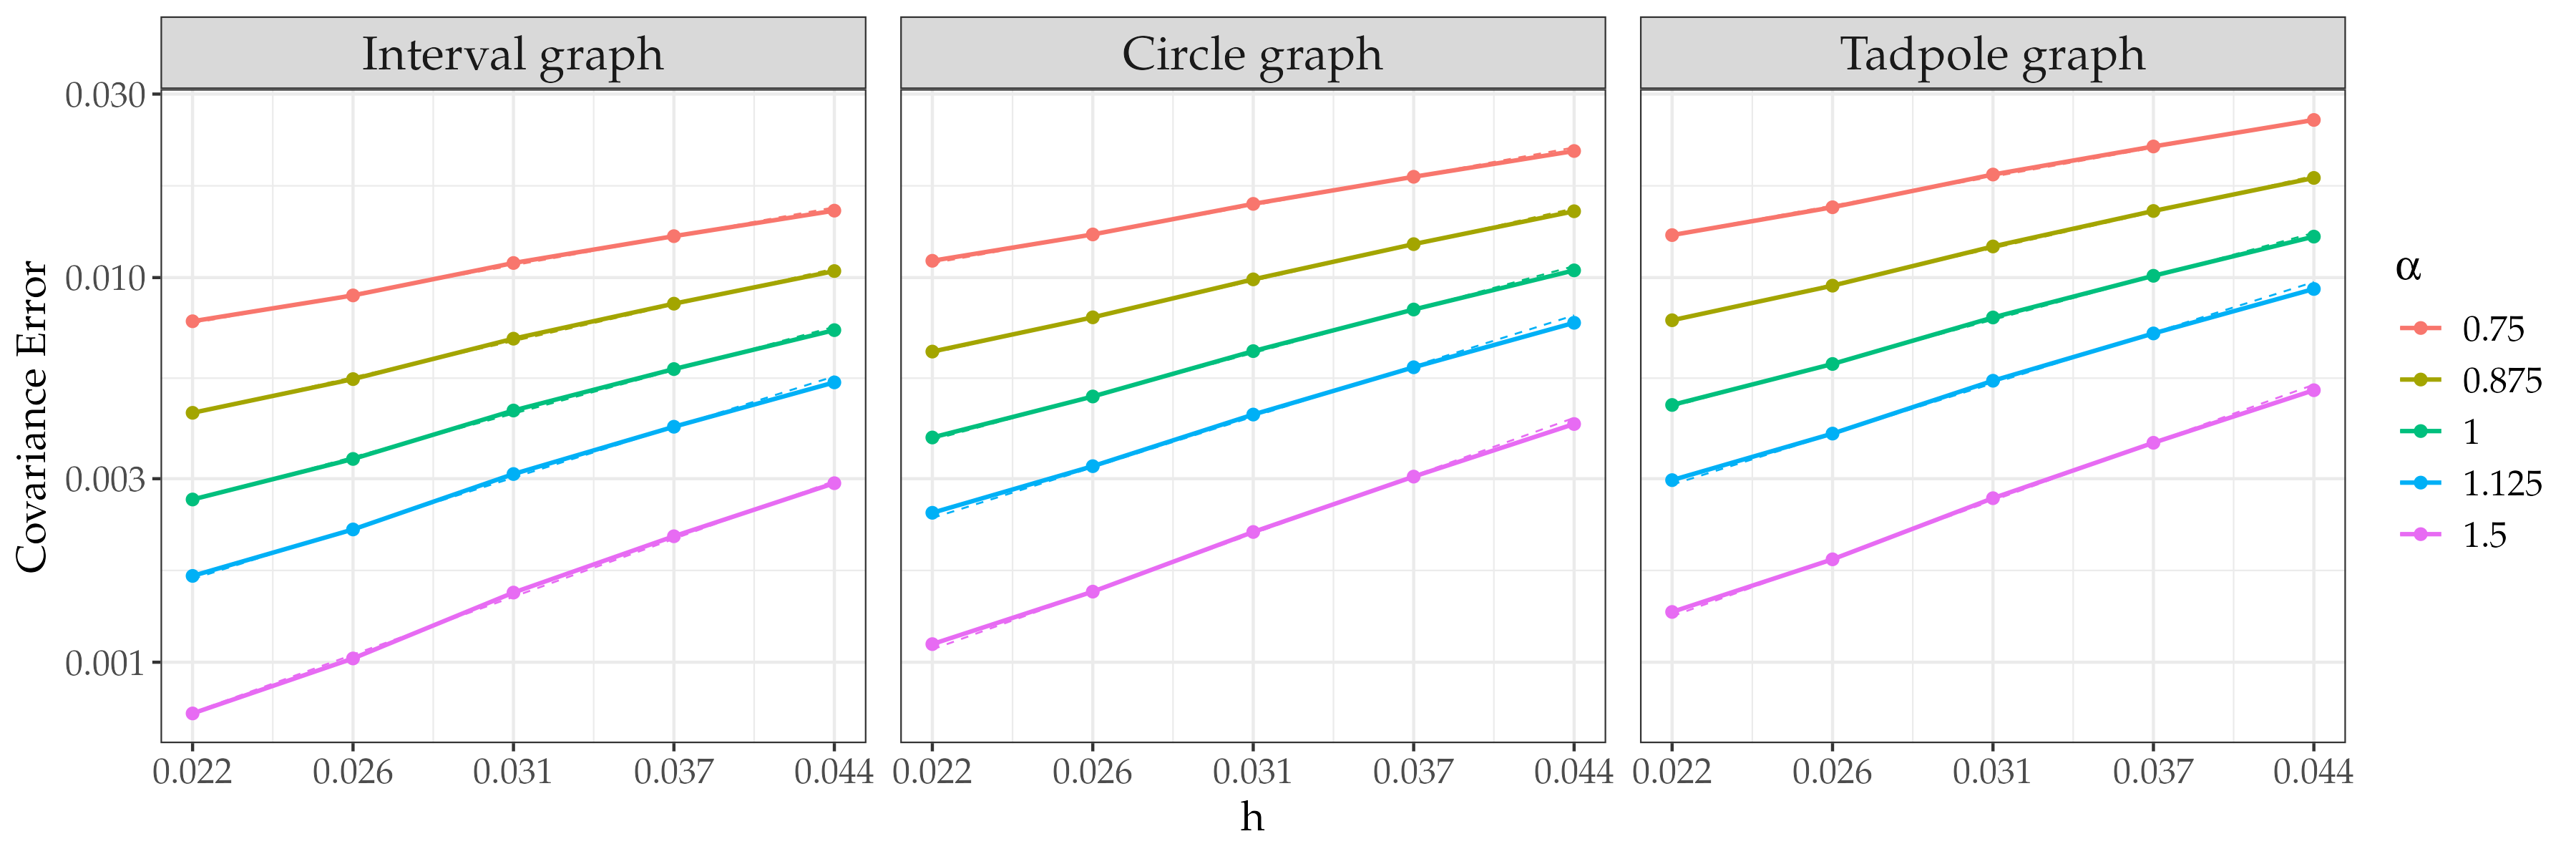 Interval graph
Circle graph
Tadpole graph
Covariance Error
0.030
0.010
0.003
0.001
0.022 0.026 0.031 0.037 0.044
0.022 0.026 0.031 0.037 0.044
0.022 0.026 0.031 0.037 0.044
h
α
0.75
0.875
1
1.125
1.5